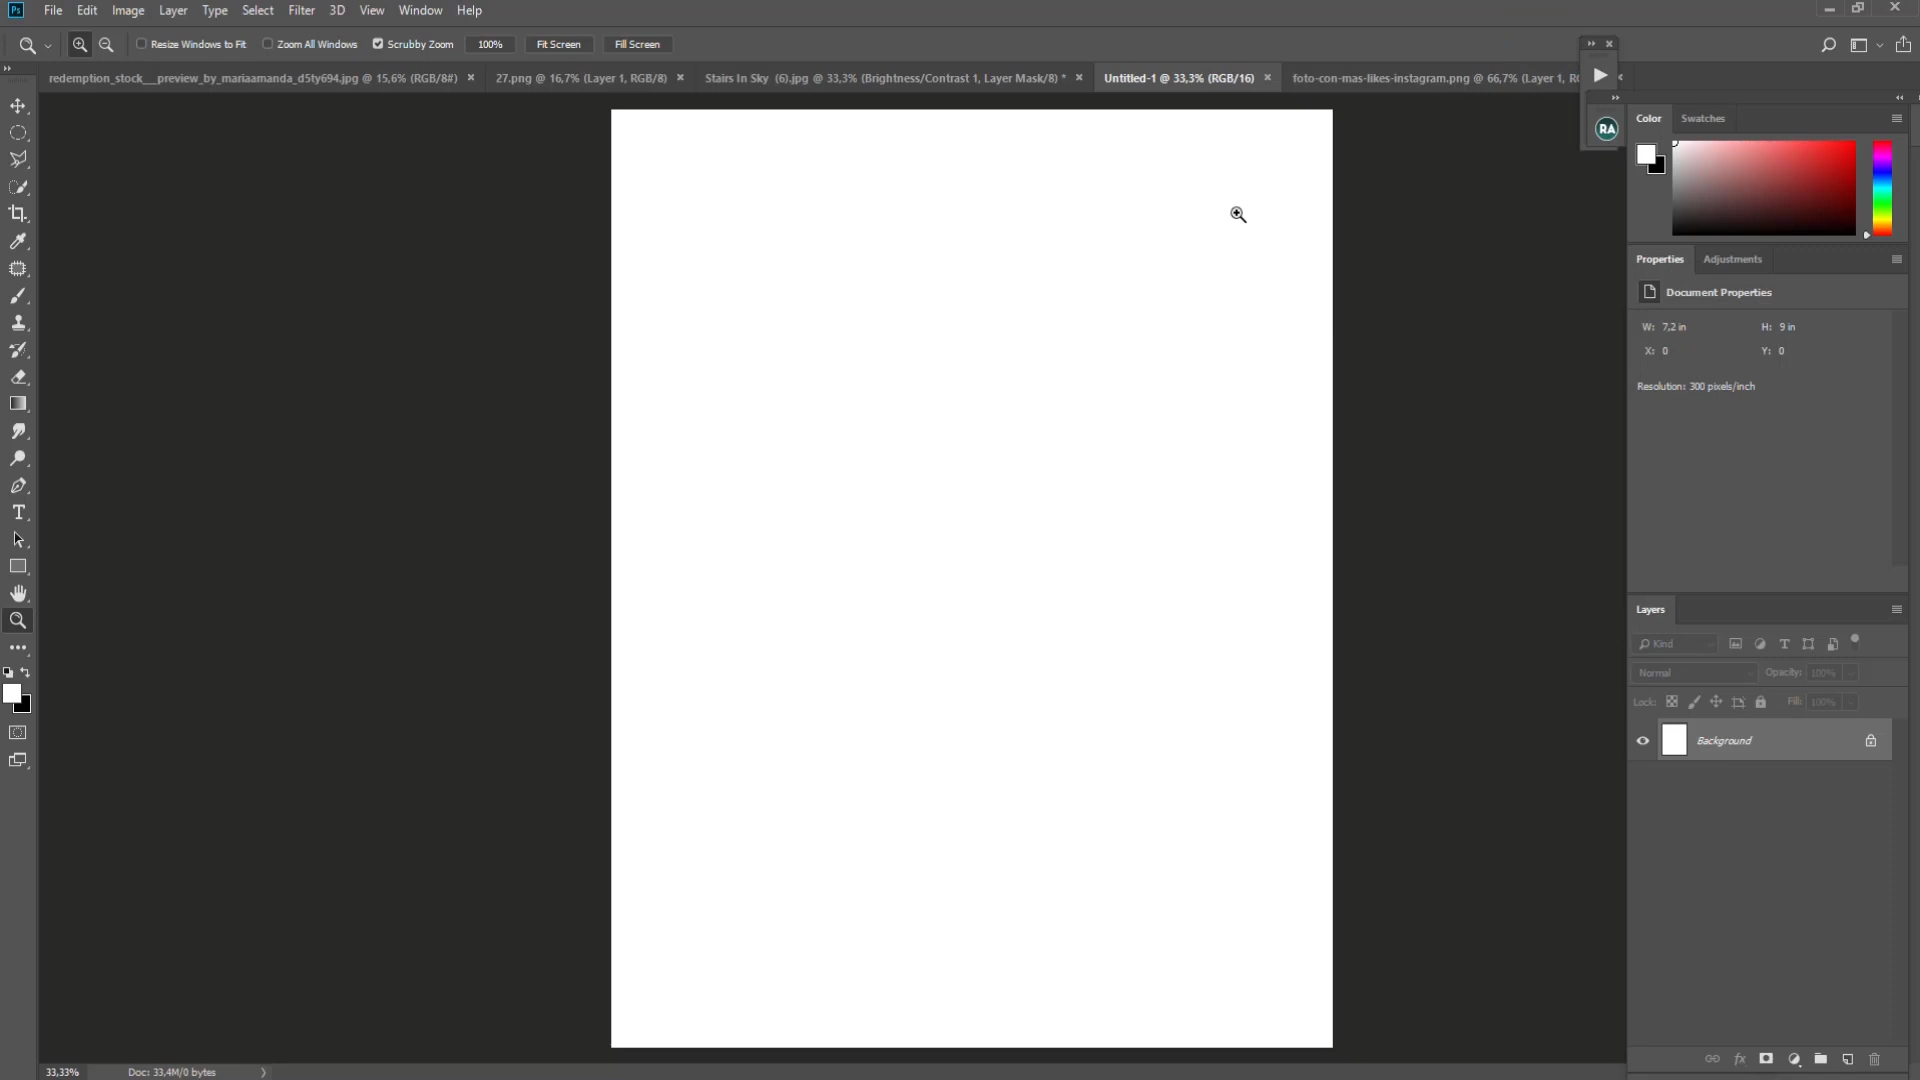 Ps File Edit Image Layer Type Select Filter 3D View Window Help
Resize Windows to Fit Zoom All Windows Scrubby Zoom 100% Fit Screen Fill Screen
redemption_stock__preview_by_mariaamanda_d5ty694.jpg @ 15,6% (RGB/8#) × 27.png @ 16,7% (Layer 1, RGB/8) × Stairs In Sky (6).jpg @ 33,3% (Brightness/Contrast 1, Layer Mask/8) * × Untitled-1 @ 33,3% (RGB/16) × foto-con-mas-likes-instagram.png @ 66,7% (Layer 1, RG
RA
Color Swatches
Properties Adjustments
Document Properties
W: 7,2 in H: 9 in
X: 0 Y: 0
Resolution: 300 pixels/inch
Layers
Kind
Normal Opacity: 100%
Lock: Fill: 100%
Background
33,33% Doc: 33,4M/0 bytes